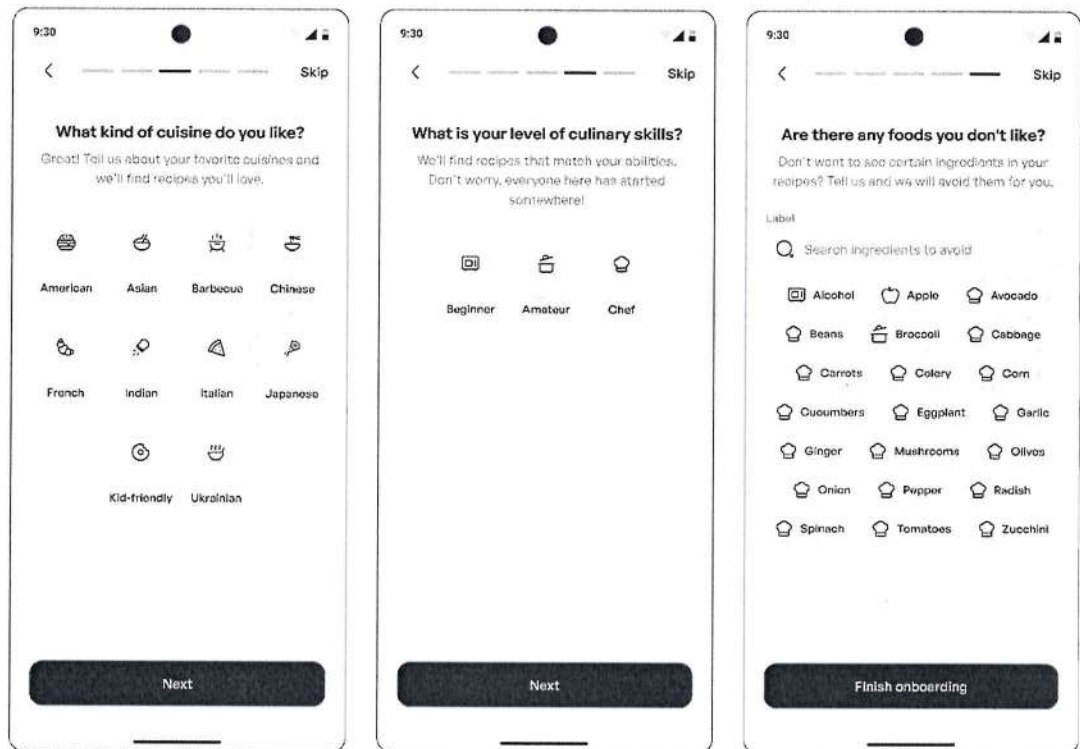 9:30
Skip
What kind of cuisine do you like?
Great! Tell us about your favorite cuisines and
we'll find recipes you'll love.
American Asian Barbecue Chinese
French Indian Italian Japanese
Kid-friendly Ukrainian
Next
9:30
Skip
What is your level of culinary skills?
We'll find recipes that match your abilities.
Don't worry, everyone here has started
somewhere!
Beginner Amateur Chef
Next
9:30
Skip
Are there any foods you don't like?
Don't want to see certain ingredients in your
recipes? Tell us and we will avoid them for you.
Label
Search ingredients to avoid
Alcohol Apple Avocado
Beans Broccoli Cabbage
Carrots Celery Corn
Cucumbers Eggplant Garlic
Ginger Mushrooms Olives
Onion Pepper Radish
Spinach Tomatoes Zucchini
Finish onboarding